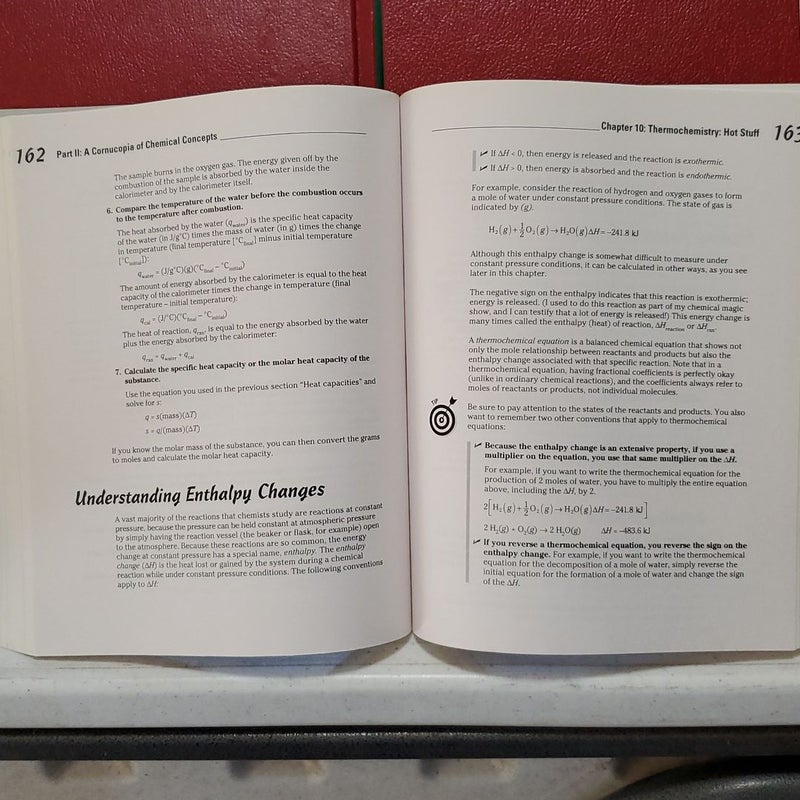 162 Part II: A Cornucopia of Chemical Concepts
The sample burns in the oxygen gas. The energy given off by the
combustion of the sample is absorbed by the water inside the
calorimeter and by the calorimeter itself.
6. Compare the temperature of the water before the combustion occurs
to the temperature after combustion.
The heat absorbed by the water (q_water) is the specific heat capacity
of the water (in J/g°C) times the mass of water (in g) times the change
in temperature (final temperature [°C_final] minus initial temperature
[°C_initial]):
q_water = (J/g°C)(g)(°C_final – °C_initial)
The amount of energy absorbed by the calorimeter is equal to the heat
capacity of the calorimeter times the change in temperature (final
temperature – initial temperature):
q_cal = (J/°C)(°C_final – °C_initial)
The heat of reaction, q_rxn, is equal to the energy absorbed by the water
plus the energy absorbed by the calorimeter:
q_rxn = q_water + q_cal
7. Calculate the specific heat capacity or the molar heat capacity of the
substance.
Use the equation you used in the previous section "Heat capacities" and
solve for s:
q = s(mass)(ΔT)
s = q/(mass)(ΔT)
If you know the molar mass of the substance, you can then convert the grams
to moles and calculate the molar heat capacity.
Understanding Enthalpy Changes
A vast majority of the reactions that chemists study are reactions at constant
pressure, because the pressure can be held constant at atmospheric pressure
by simply having the reaction vessel (the beaker or flask, for example) open
to the atmosphere. Because these reactions are so common, the energy
change at constant pressure has a special name, enthalpy. The enthalpy
change (ΔH) is the heat lost or gained by the system during a chemical
reaction while under constant pressure conditions. The following conventions
apply to ΔH:
Chapter 10: Thermochemistry: Hot Stuff 163
✓ If ΔH < 0, then energy is released and the reaction is exothermic.
✓ If ΔH > 0, then energy is absorbed and the reaction is endothermic.
For example, consider the reaction of hydrogen and oxygen gases to form
a mole of water under constant pressure conditions. The state of gas is
indicated by (g).
H₂(g) + ½O₂(g) → H₂O(g) ΔH = –241.8 kJ
Although this enthalpy change is somewhat difficult to measure under
constant pressure conditions, it can be calculated in other ways, as you see
later in this chapter.
The negative sign on the enthalpy indicates that this reaction is exothermic;
energy is released. (I used to do this reaction as part of my chemical magic
show, and I can testify that a lot of energy is released!) This energy change is
many times called the enthalpy (heat) of reaction, ΔH_reaction or ΔH_rxn.
A thermochemical equation is a balanced chemical equation that shows not
only the mole relationship between reactants and products but also the
enthalpy change associated with that specific reaction. Note that in a
thermochemical equation, having fractional coefficients is perfectly okay
(unlike in ordinary chemical reactions), and the coefficients always refer to
moles of reactants or products, not individual molecules.
TIP
Be sure to pay attention to the states of the reactants and products. You also
want to remember two other conventions that apply to thermochemical
equations:
✓ Because the enthalpy change is an extensive property, if you use a
multiplier on the equation, you use that same multiplier on the ΔH.
For example, if you want to write the thermochemical equation for the
production of 2 moles of water, you have to multiply the entire equation
above, including the ΔH, by 2.
2[H₂(g) + ½O₂(g) → H₂O(g) ΔH = –241.8 kJ]
2 H₂(g) + O₂(g) → 2 H₂O(g) ΔH = –483.6 kJ
✓ If you reverse a thermochemical equation, you reverse the sign on the
enthalpy change. For example, if you want to write the thermochemical
equation for the decomposition of a mole of water, simply reverse the
initial equation for the formation of a mole of water and change the sign
of the ΔH.